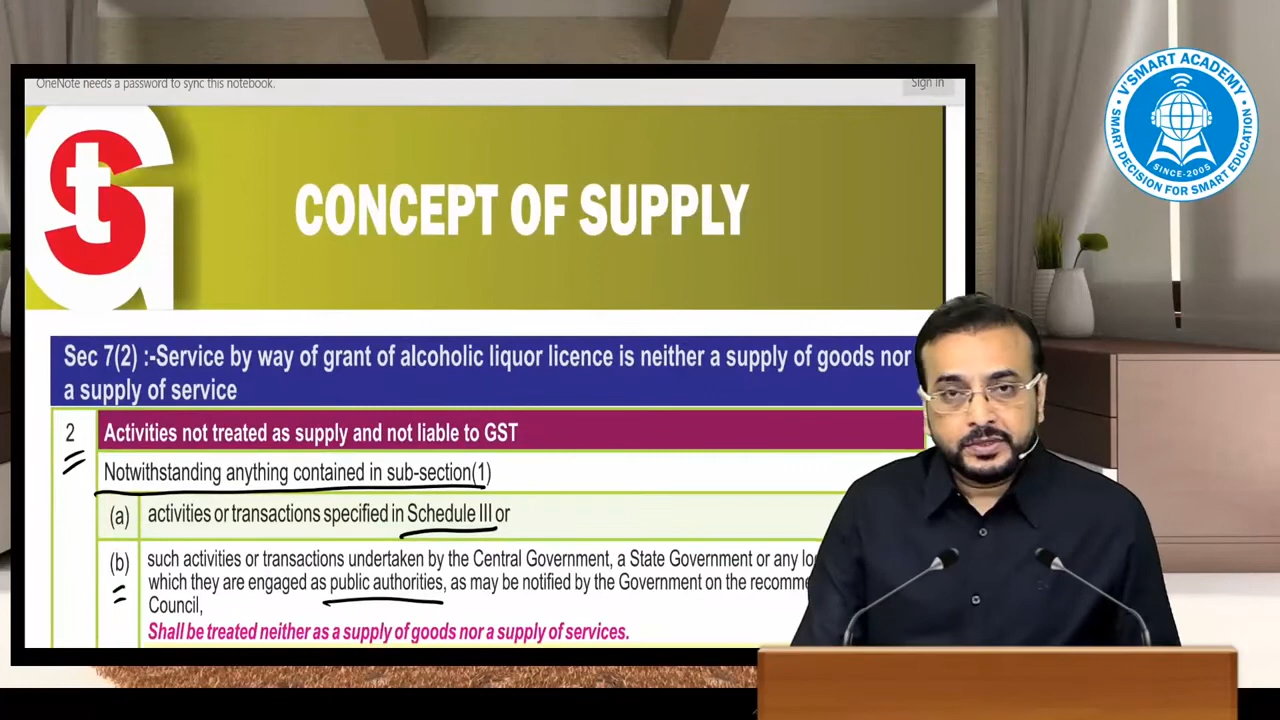 OneNote needs a password to sync this notebook.
Sign in
GST
CONCEPT OF SUPPLY
V'SMART ACADEMY
SINCE-2005
SMART DECISION FOR SMART EDUCATION
Sec 7(2) :-Service by way of grant of alcoholic liquor licence is neither a supply of goods nor
a supply of service
2 Activities not treated as supply and not liable to GST
Notwithstanding anything contained in sub-section(1)
(a) activities or transactions specified in Schedule III or
(b) such activities or transactions undertaken by the Central Government, a State Government or any
which they are engaged as public authorities, as may be notified by the Government on the
Council,
Shall be treated neither as a supply of goods nor a supply of services.